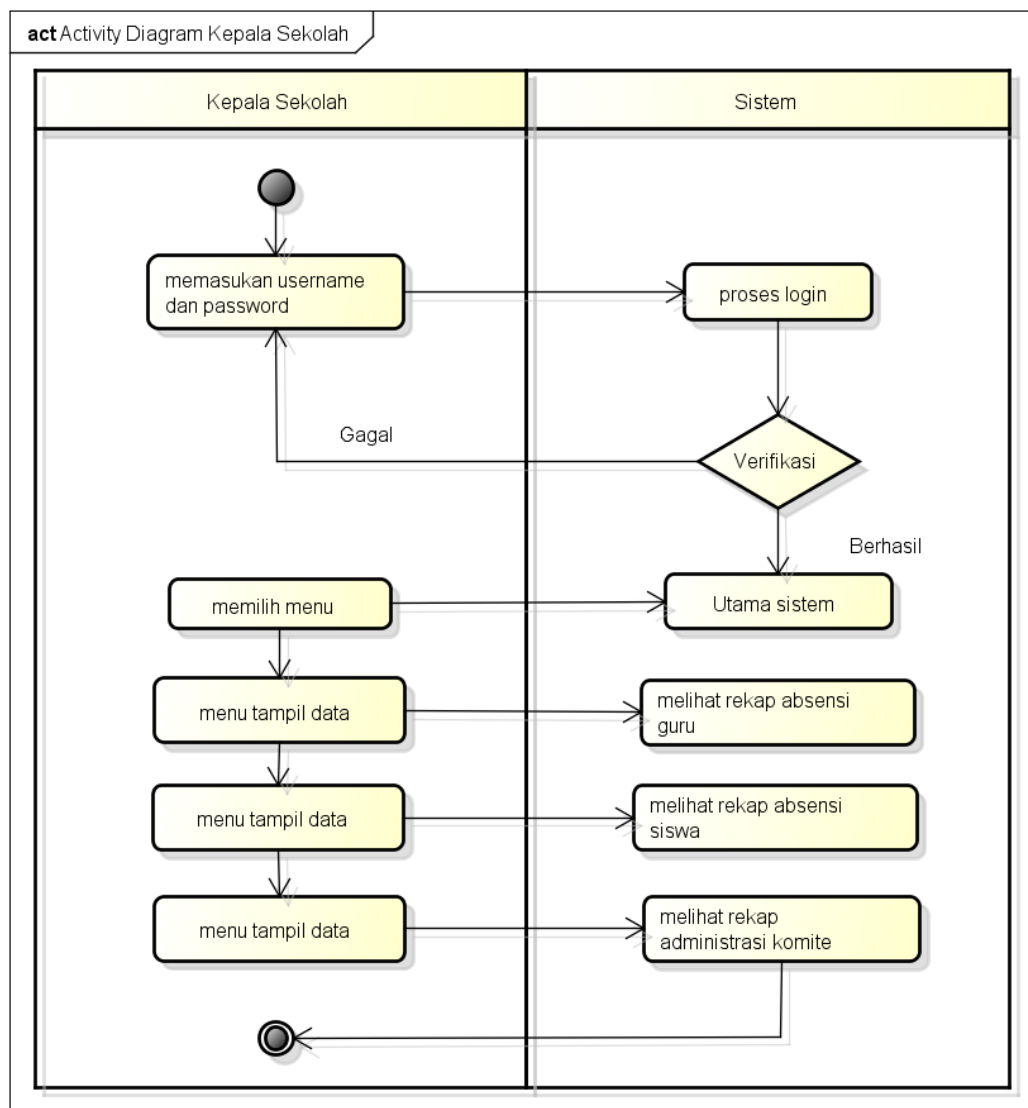 act Activity Diagram Kepala Sekolah
Kepala Sekolah
Sistem
memasukan username
dan password
proses login
Gagal
Verifikasi
Berhasil
memilih menu
Utama sistem
menu tampil data
melihat rekap absensi
guru
menu tampil data
melihat rekap absensi
siswa
menu tampil data
melihat rekap
administrasi komite